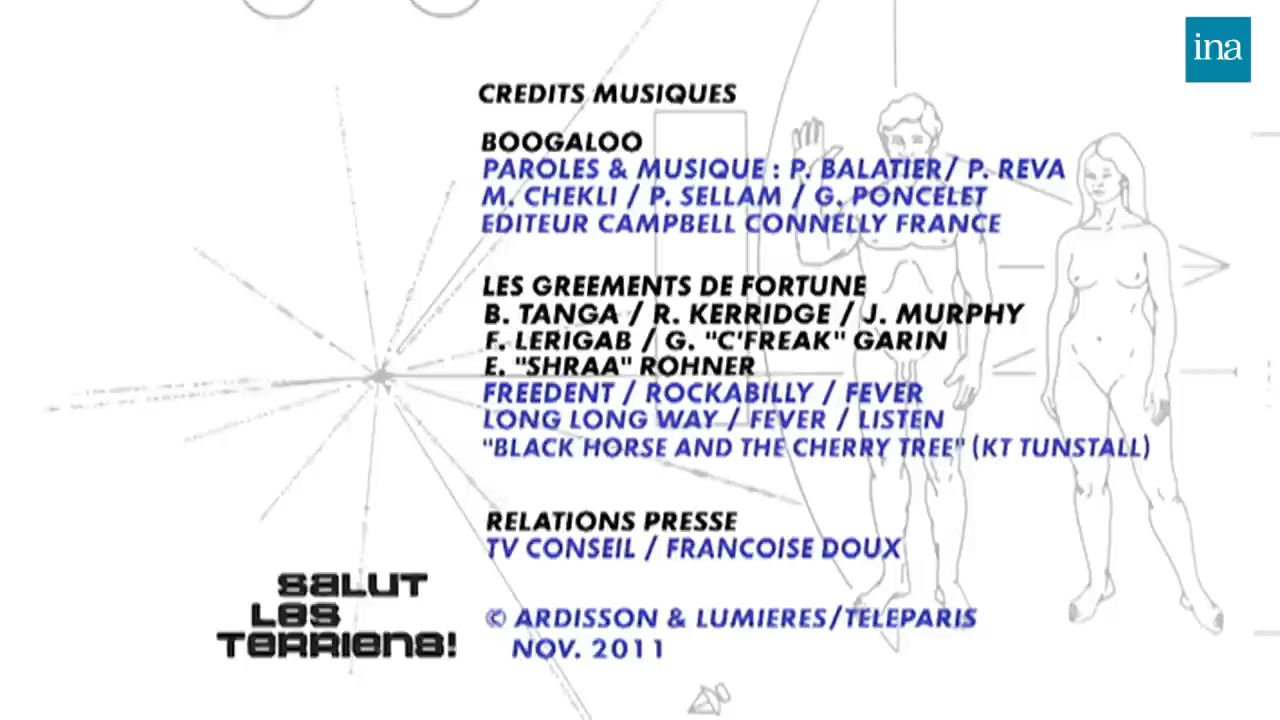 ina
CREDITS MUSIQUES
BOOGALOO
PAROLES & MUSIQUE : P. BALATIER/ P. REVA
M. CHEKLI / P. SELLAM / G. PONCELET
EDITEUR CAMPBELL CONNELLY FRANCE
LES GREEMENTS DE FORTUNE
B. TANGA / R. KERRIDGE / J. MURPHY
F. LERIGAB / G. "C'FREAK" GARIN
E. "SHRAA" ROHNER
FREEDENT / ROCKABILLY / FEVER
LONG LONG WAY / FEVER / LISTEN
"BLACK HORSE AND THE CHERRY TREE" (KT TUNSTALL)
RELATIONS PRESSE
TV CONSEIL / FRANCOISE DOUX
SALUT
LES
TERRIENS!
© ARDISSON & LUMIERES/TELEPARIS
NOV. 2011